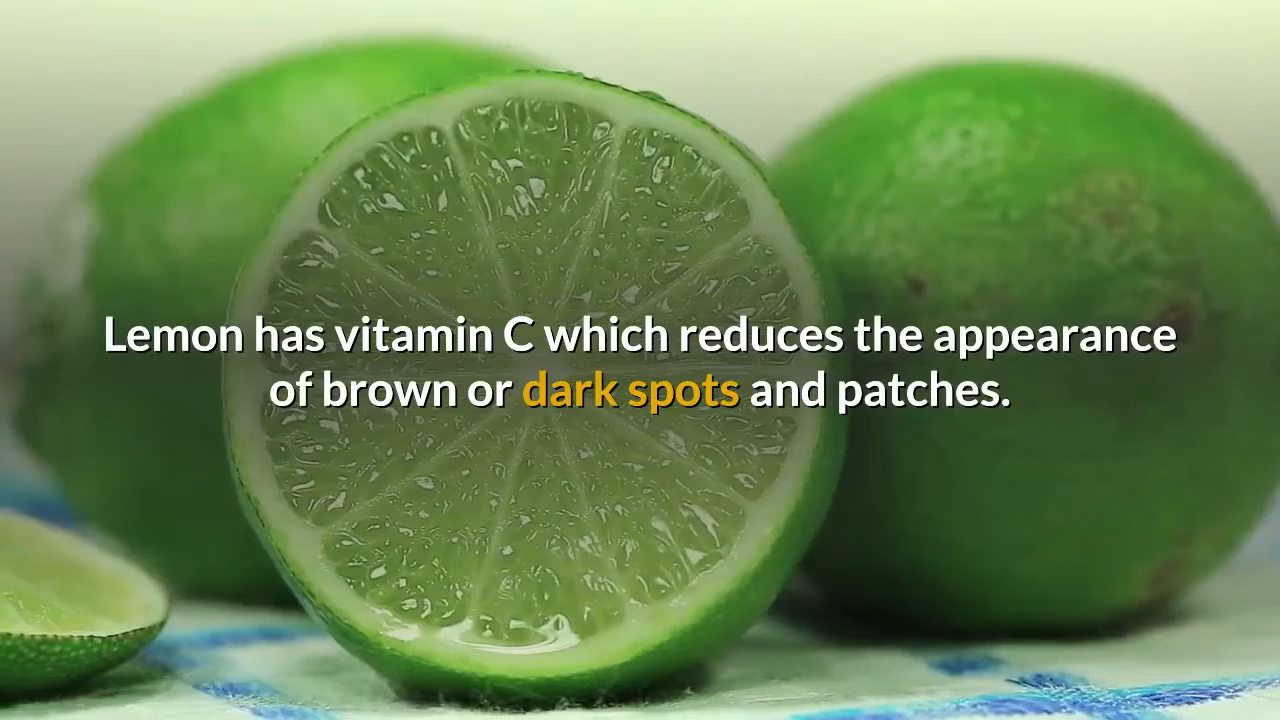 Lemon has vitamin C which reduces the appearance
of brown or dark spots and patches.